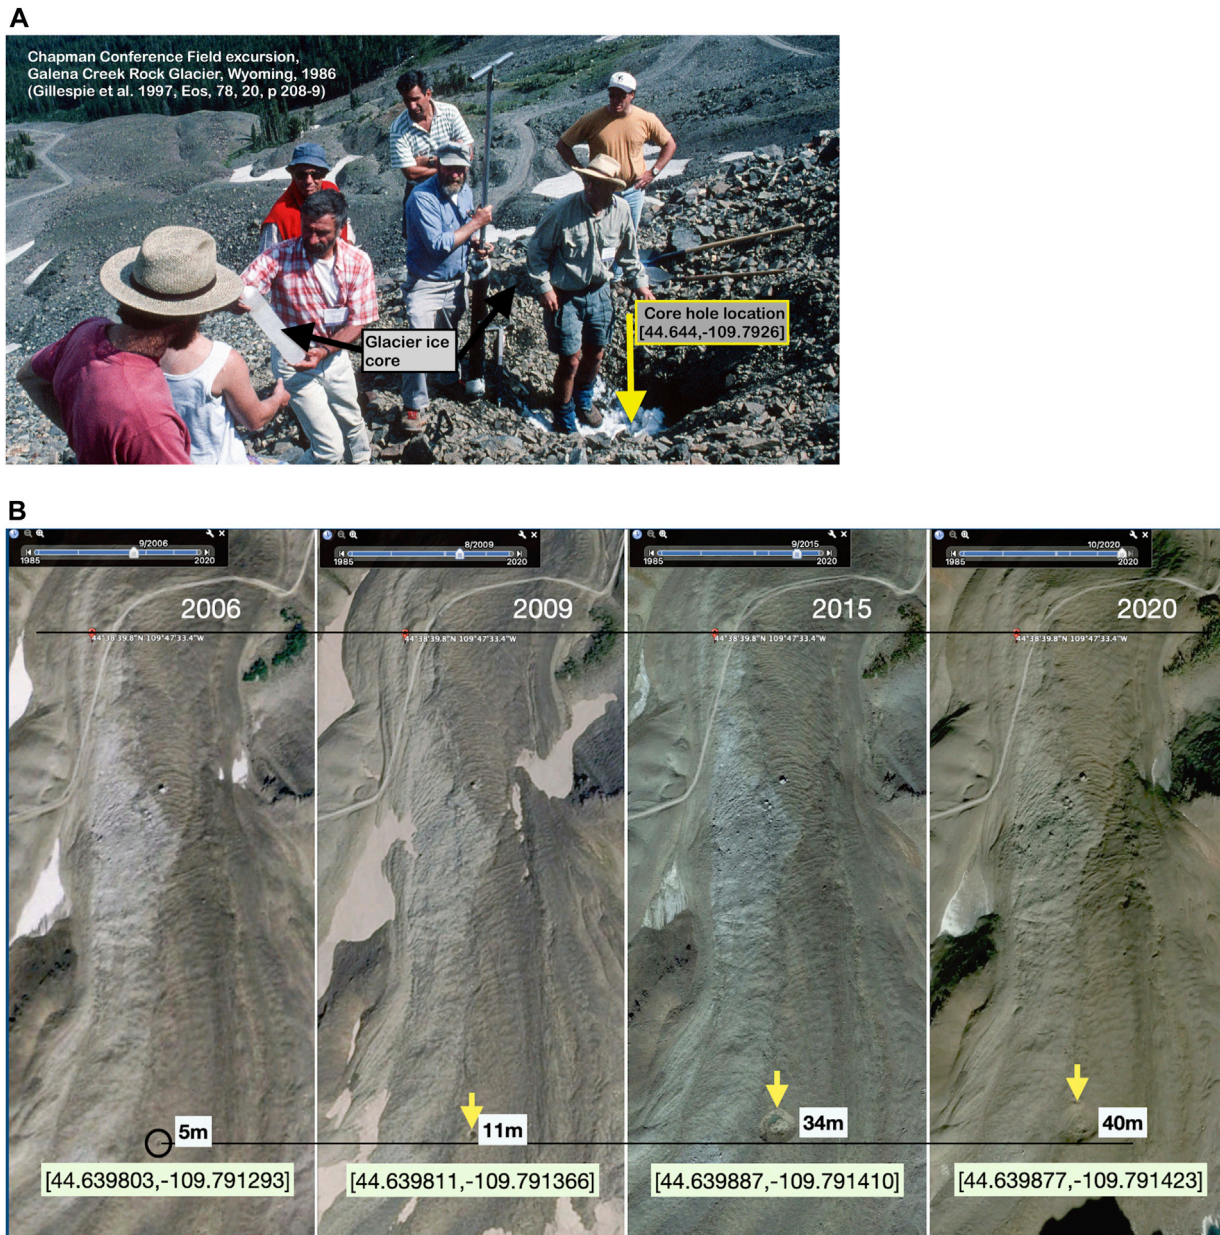 A
Chapman Conference Field excursion,
Galena Creek Rock Glacier, Wyoming, 1986
(Gillespie et al. 1997, Eos, 78, 20, p 208-9)
Core hole location
[44.644,-109.7926]
Glacier ice
core
B
9/2006
1985
2020
2006
44°38'39.8"N 109°47'33.4"W
5m
[44.639803,-109.791293]
8/2009
1985
2020
2009
44°38'39.8"N 109°47'33.4"W
11m
[44.639811,-109.791366]
9/2015
1985
2020
2015
44°38'39.8"N 109°47'33.4"W
34m
[44.639887,-109.791410]
10/2020
1985
2020
2020
44°38'39.8"N 109°47'33.4"W
40m
[44.639877,-109.791423]